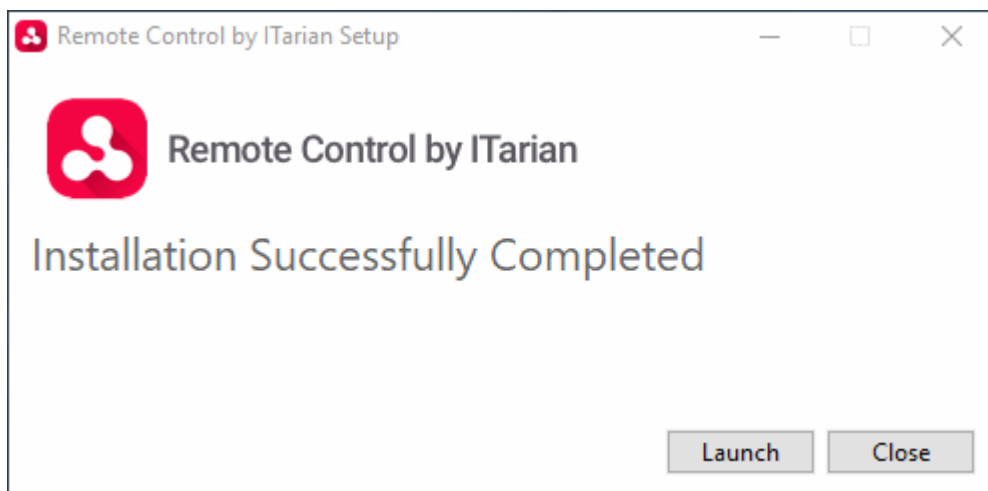 Remote Control by ITarian Setup
Remote Control by ITarian
Installation Successfully Completed
Launch Close